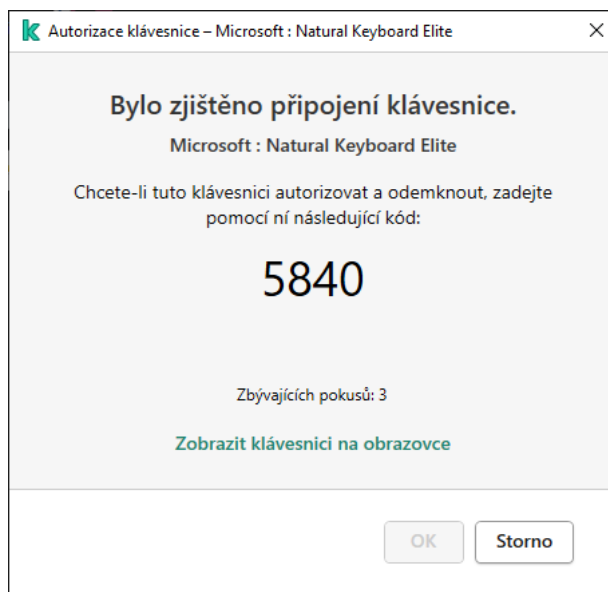 Autorizace klávesnice – Microsoft : Natural Keyboard Elite
Bylo zjištěno připojení klávesnice.
Microsoft : Natural Keyboard Elite
Chcete-li tuto klávesnici autorizovat a odemknout, zadejte
pomocí ní následující kód:
5840
Zbývajících pokusů: 3
Zobrazit klávesnici na obrazovce
OK
Storno